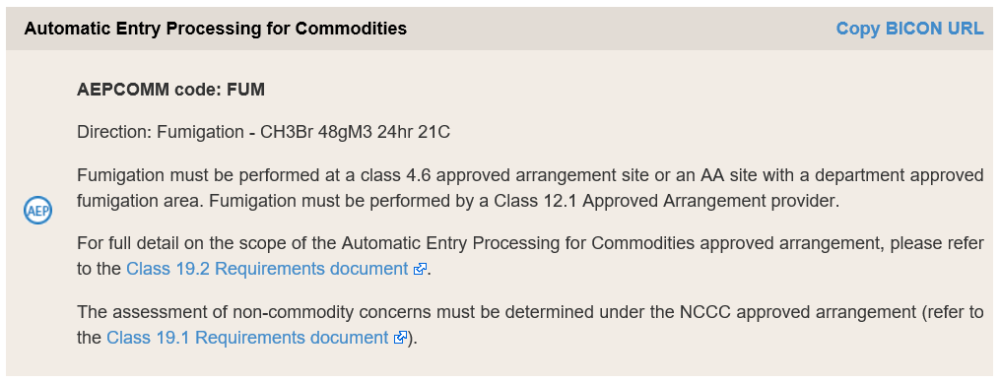 Automatic Entry Processing for Commodities
Copy BICON URL
AEPCOMM code: FUM
Direction: Fumigation - CH3Br 48gM3 24hr 21C
Fumigation must be performed at a class 4.6 approved arrangement site or an AA site with a department approved
fumigation area. Fumigation must be performed by a Class 12.1 Approved Arrangement provider.
AEP
For full detail on the scope of the Automatic Entry Processing for Commodities approved arrangement, please refer
to the Class 19.2 Requirements document.
The assessment of non-commodity concerns must be determined under the NCCC approved arrangement (refer to
the Class 19.1 Requirements document).